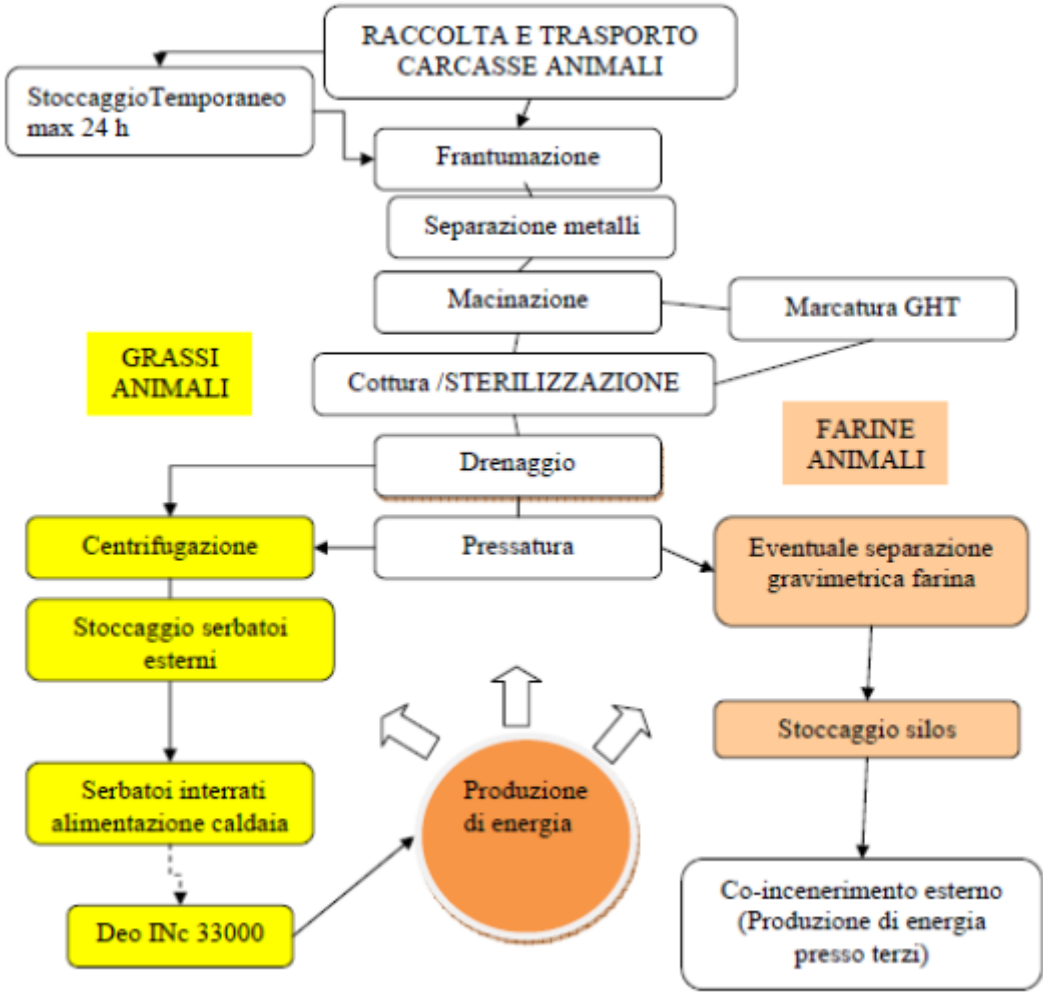 RACCOLTA E TRASPORTO
CARCASSE ANIMALI
StoccaggioTemporaneo
max 24 h
Frantumazione
Separazione metalli
Macinazione
Marcatura GHT
GRASSI
ANIMALI
Cottura /STERILIZZAZIONE
FARINE
ANIMALI
Drenaggio
Centrifugazione
Pressatura
Eventuale separazione
gravimetrica farina
Stoccaggio serbatoi
esterni
Stoccaggio silos
Serbatoi interrati
alimentazione caldaia
Produzione
di energia
Deo INc 33000
Co-incenerimento esterno
(Produzione di energia
presso terzi)